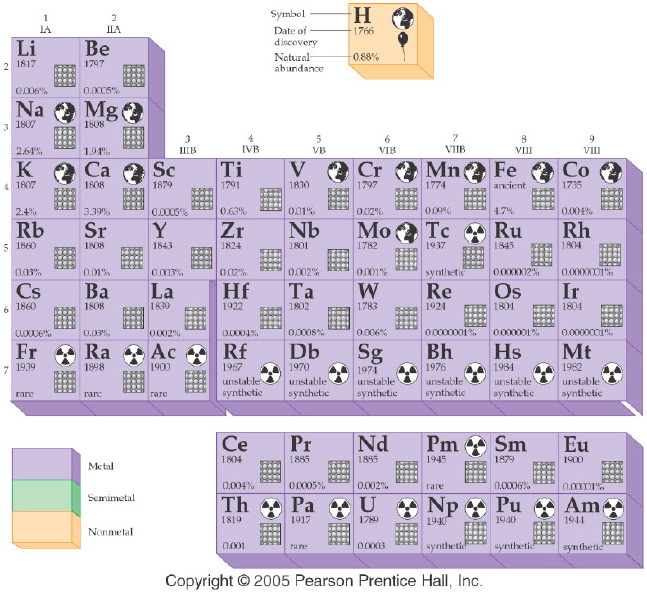 1
IA
2
IIA
Symbol
Date of
discovery
Natural
abundance
H
1766
0.88%
2
Li
1817
0.006%
Be
1797
0.0005%
3
Na
1807
2.64%
Mg
1808
1.94%
3
IIIB
4
IVB
5
VB
6
VIB
7
VIIB
8
VIII
9
VIII
4
K
1807
2.4%
Ca
1808
3.39%
Sc
1879
0.0005%
Ti
1791
0.63%
V
1830
0.01%
Cr
1797
0.02%
Mn
1774
0.09%
Fe
ancient
4.7%
Co
1735
0.004%
5
Rb
1860
0.03%
Sr
1808
0.01%
Y
1843
0.003%
Zr
1824
0.02%
Nb
1801
0.002%
Mo
1782
0.001%
Tc
1937
synthetic
Ru
1845
0.000002%
Rh
1804
0.0000001%
6
Cs
1860
0.0006%
Ba
1808
0.03%
La
1839
0.002%
Hf
1922
0.0004%
Ta
1802
0.0008%
W
1783
0.006%
Re
1924
0.0000001%
Os
1804
0.000001%
Ir
1804
0.0000001%
7
Fr
1939
rare
Ra
1898
rare
Ac
1900
rare
Rf
1967
unstable
synthetic
Db
1970
unstable
synthetic
Sg
1974
unstable
synthetic
Bh
1976
unstable
synthetic
Hs
1984
unstable
synthetic
Mt
1982
unstable
synthetic
Ce
1804
0.004%
Pr
1885
0.0005%
Nd
1885
0.002%
Pm
1945
rare
Sm
1879
0.0006%
Eu
1900
0.00001%
Th
1819
0.001
Pa
1917
rare
U
1789
0.0003
Np
1940
synthetic
Pu
1940
synthetic
Am
1944
synthetic
Metal
Semimetal
Nonmetal
Copyright © 2005 Pearson Prentice Hall, Inc.